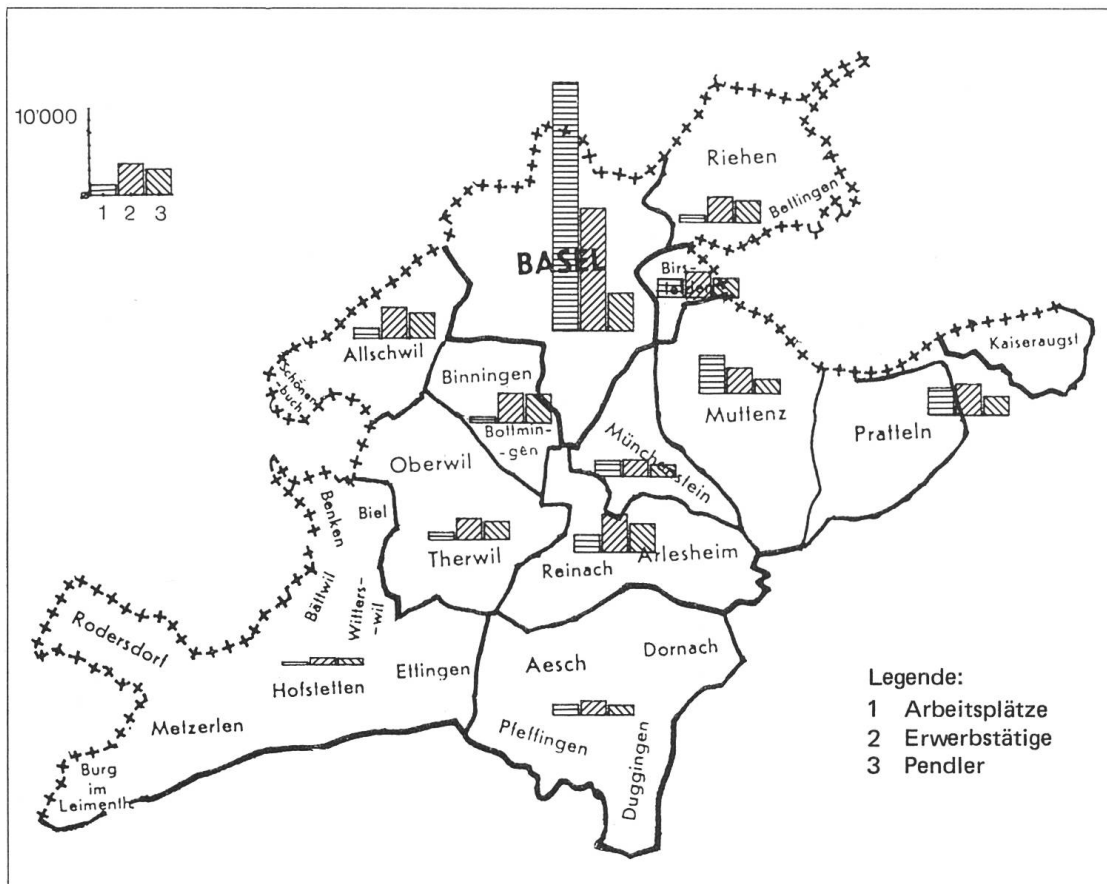 10'000
1 2 3
Riehen
Bettingen
BASEL
Birs-
felden
Kaiseraugst
Allschwil
Schönen
-buch
Binningen
Muttenz
Bottmin-
-gen
Pratteln
Münchenstein
Oberwil
Benken
Biel
Therwil
Reinach
Arlesheim
Bättwil
Witters
-wil
Rodersdorf
Dornach
Ettingen
Aesch
Hofstetten
Metzerlen
Pfeffingen
Duggingen
Burg
im
Leimentl.
Legende:
1 Arbeitsplätze
2 Erwerbstätige
3 Pendler